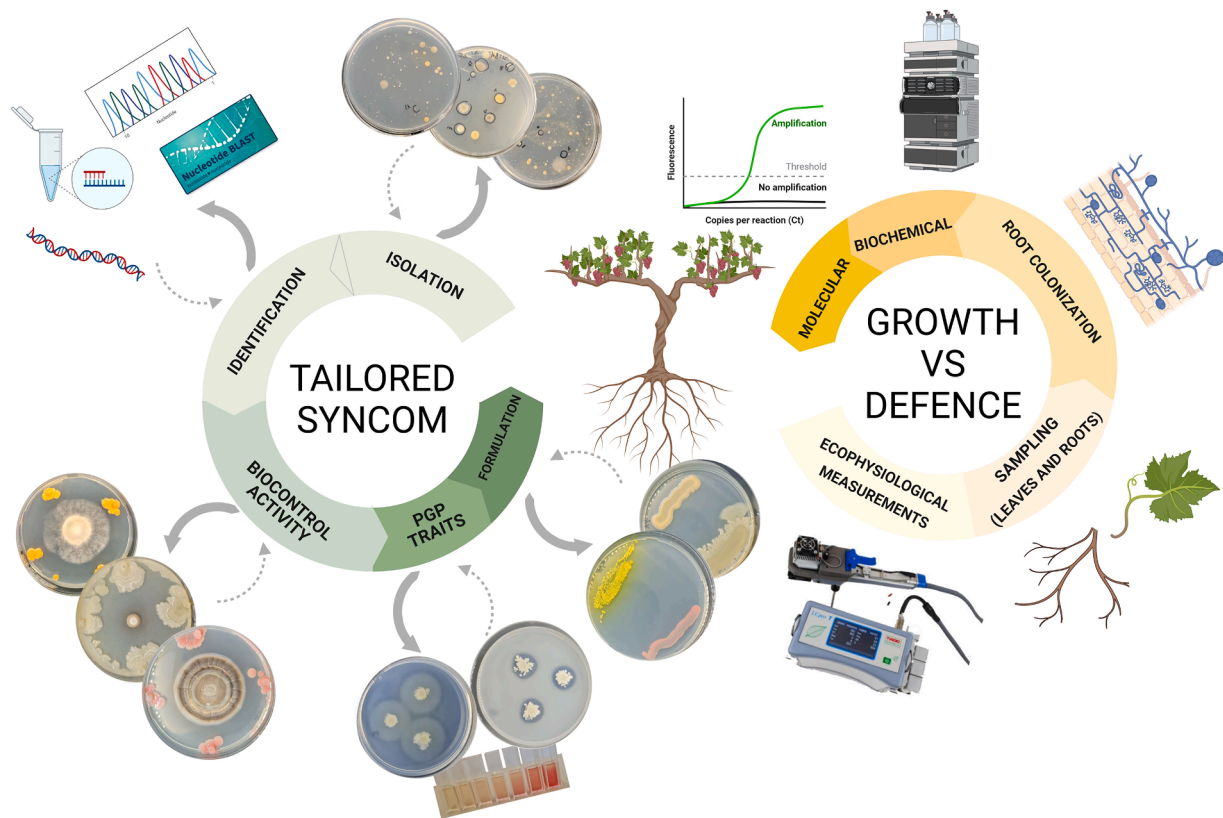 Nucleotide
Nucleotide BLAST
Fluorescence
Amplification
Threshold
No amplification
Copies per reaction (Ct)
ISOLATION
IDENTIFICATION
BIOCONTROL
ACTIVITY
PGP
TRAITS
FORMULATION
TAILORED
SYNCOM
MOLECULAR
BIOCHEMICAL
ROOT COLONIZATION
SAMPLING
(LEAVES AND ROOTS)
ECOPHYSIOLOGICAL
MEASUREMENTS
GROWTH
VS
DEFENCE